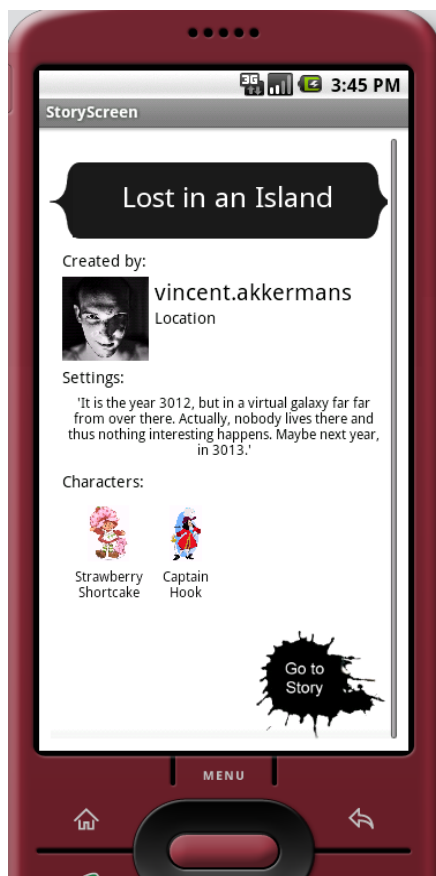 3G 3:45 PM
StoryScreen
Lost in an Island
Created by:
vincent.akkermans
Location
Settings:
'It is the year 3012, but in a virtual galaxy far far
from over there. Actually, nobody lives there and
thus nothing interesting happens. Maybe next year,
in 3013.'
Characters:
Strawberry
Shortcake
Captain
Hook
Go to
Story
MENU